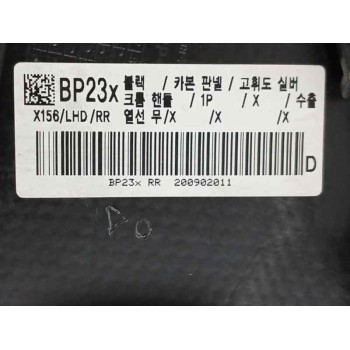 BP23x 블랙 / 카본 판넬 / 고휘도 실버
크롬 핸들 / 1P / X / 수출
X156/LHD/RR 열선 무/X /X /X
D
BP23x RR 200902011